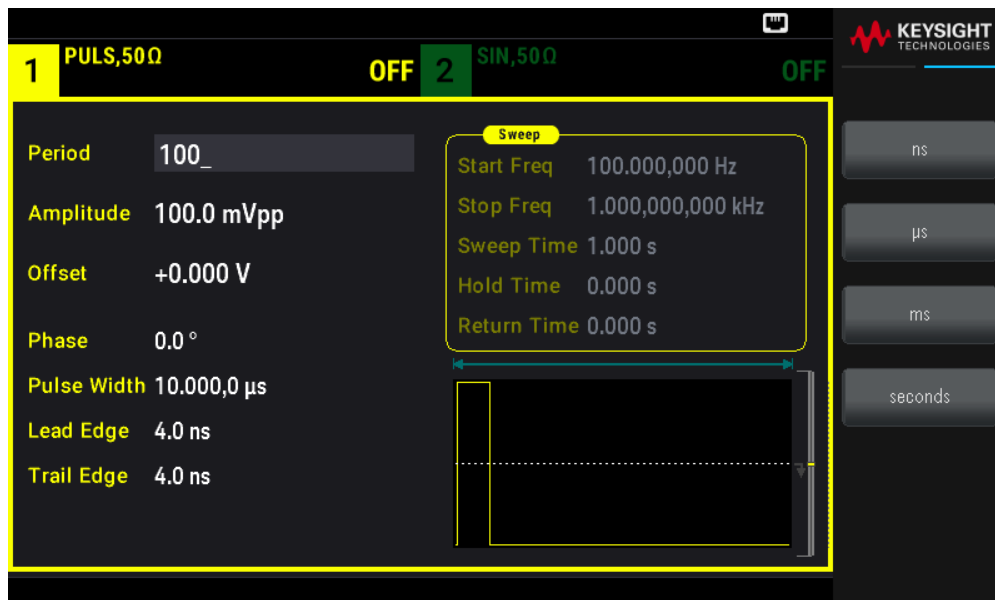 KEYSIGHT
TECHNOLOGIES
1 PULS,50Ω OFF 2 SIN,50Ω OFF
Period 100_
Amplitude 100.0 mVpp
Offset +0.000 V
Phase 0.0 °
Pulse Width 10.000,0 µs
Lead Edge 4.0 ns
Trail Edge 4.0 ns
Sweep
Start Freq 100.000,000 Hz
Stop Freq 1.000,000,000 kHz
Sweep Time 1.000 s
Hold Time 0.000 s
Return Time 0.000 s
ns
µs
ms
seconds